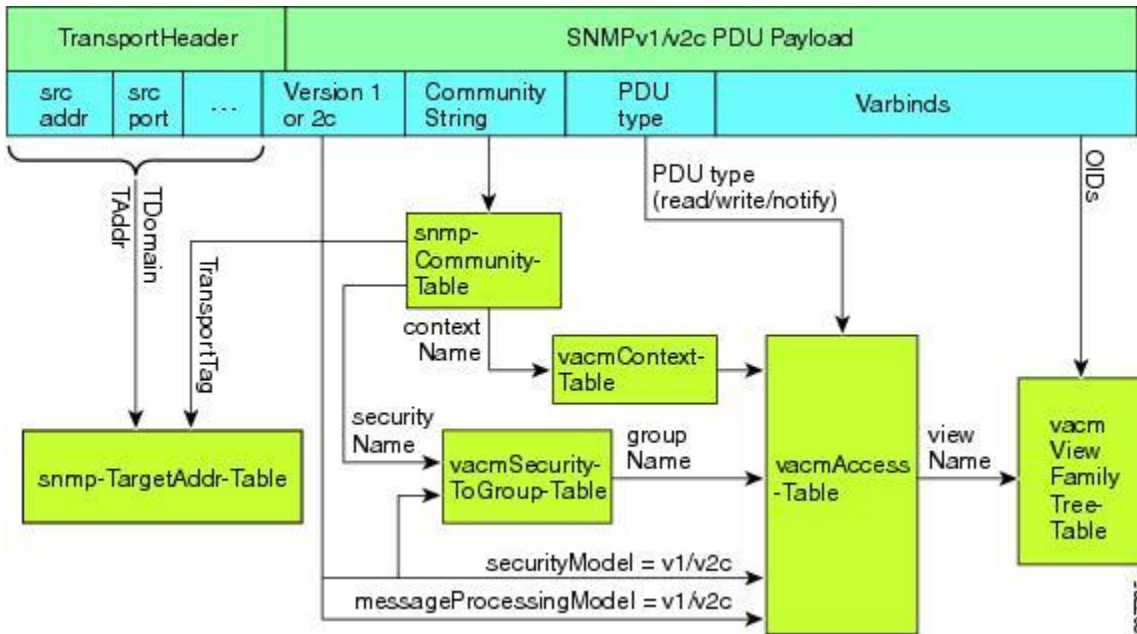 TransportHeader
SNMPv1/v2c PDU Payload
src addr
src port
...
Version 1 or 2c
Community String
PDU type
Varbinds
TDomain
TAddr
PDU type
(read/write/notify)
OIDs
snmp-
Community-
Table
TransportTag
context
Name
vacmContext-
Table
security
Name
snmp-TargetAddr-Table
vacmSecurity-
ToGroup-Table
group
Name
vacmAccess
-Table
view
Name
vacm
View
Family
Tree-
Table
securityModel = v1/v2c
messageProcessingModel = v1/v2c